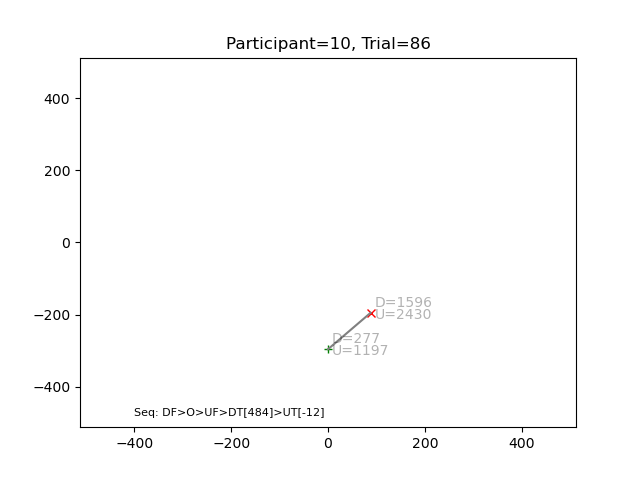 Participant=10, Trial=86
400
200
0
−200
−400
D=1596
U=2430
D=277
U=1197
Seq: DF>O>UF>DT[484]>UT[-12]
−400
−200
0
200
400